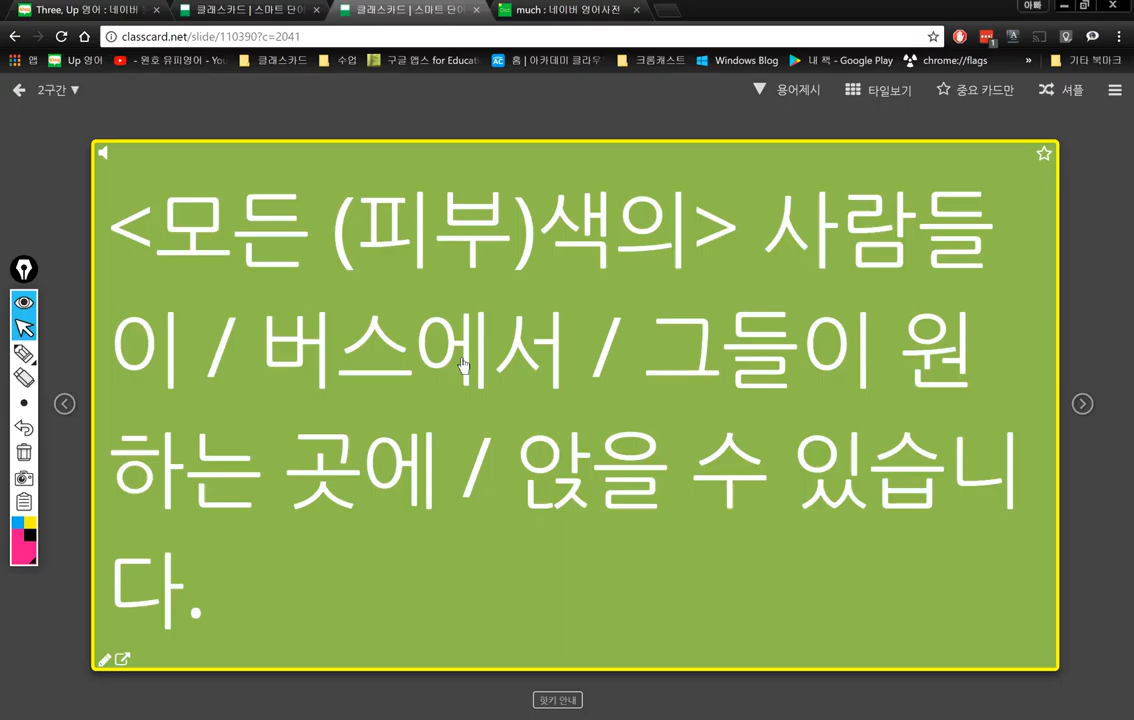 Three, Up 영어 : 네이버
클래스카드 | 스마트 단어
클래스카드 | 스마트 단어
much : 네이버 영어사전
아빠
classcard.net/slide/110390?c=2041
앱
Up 영어
- 원호 유피영어 - You
클래스카드
수업
구글 앱스 for Educati
홈 | 아카데미 클라우
크롬캐스트
Windows Blog
내 책 - Google Play
chrome://flags
»
기타 북마크
2구간 ▼
용어제시
타일보기
중요 카드만
셔플
<모든 (피부)색의> 사람들
이 / 버스에서 / 그들이 원
하는 곳에 / 앉을 수 있습니
다.
핫키 안내